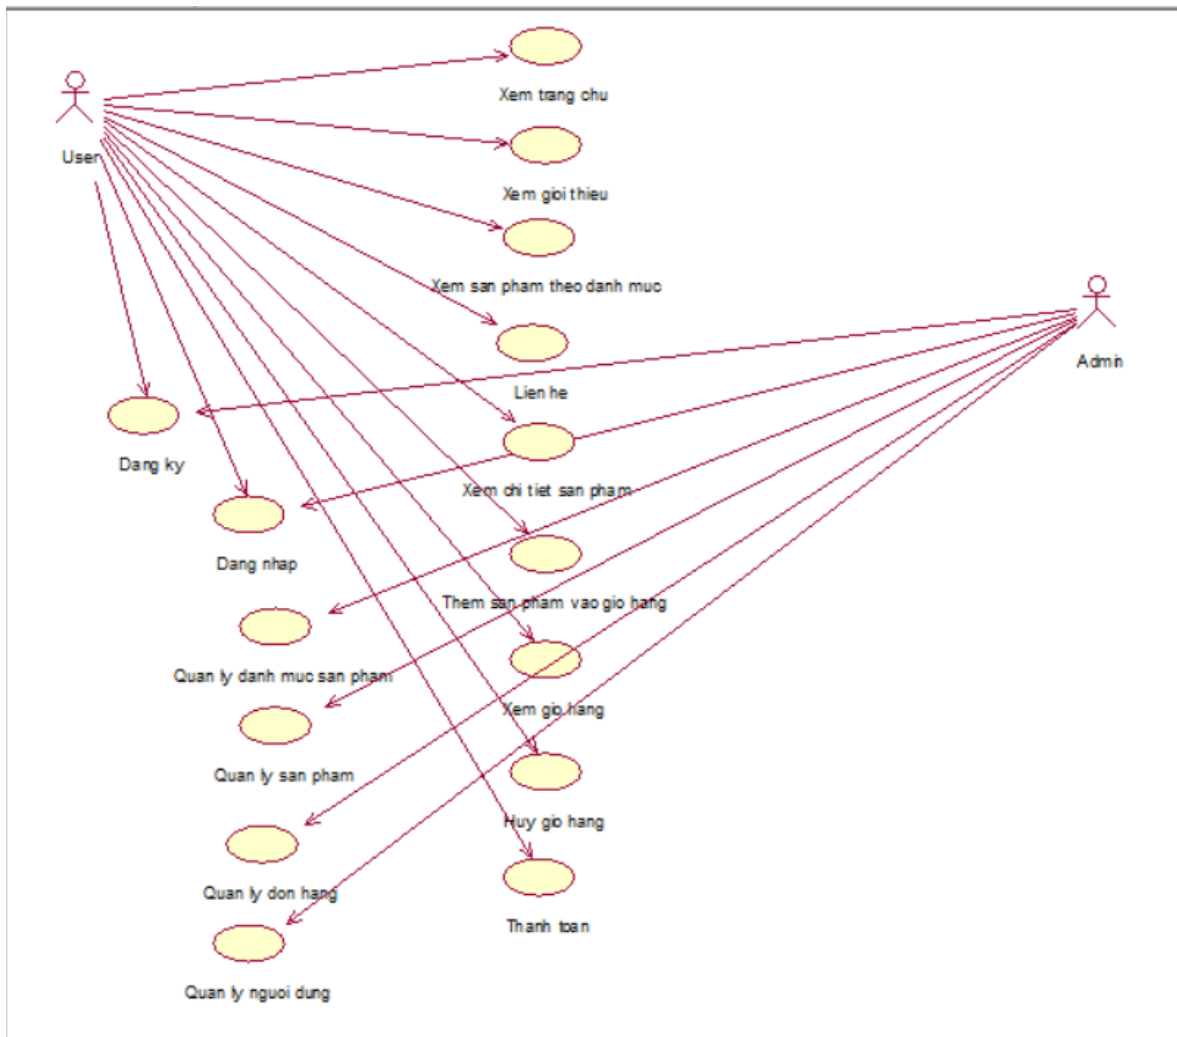 Xem trang chu
User
Xem gioi thieu
Xem san pham theo danh muc
Admin
Lien he
Dang ky
Xem chi tiet san pham
Dang nhap
Them san pham vao gio hang
Quan ly danh muc san pham
Xem gio hang
Quan ly san pham
Huy gio hang
Quan ly don hang
Thanh toan
Quan ly nguoi dung